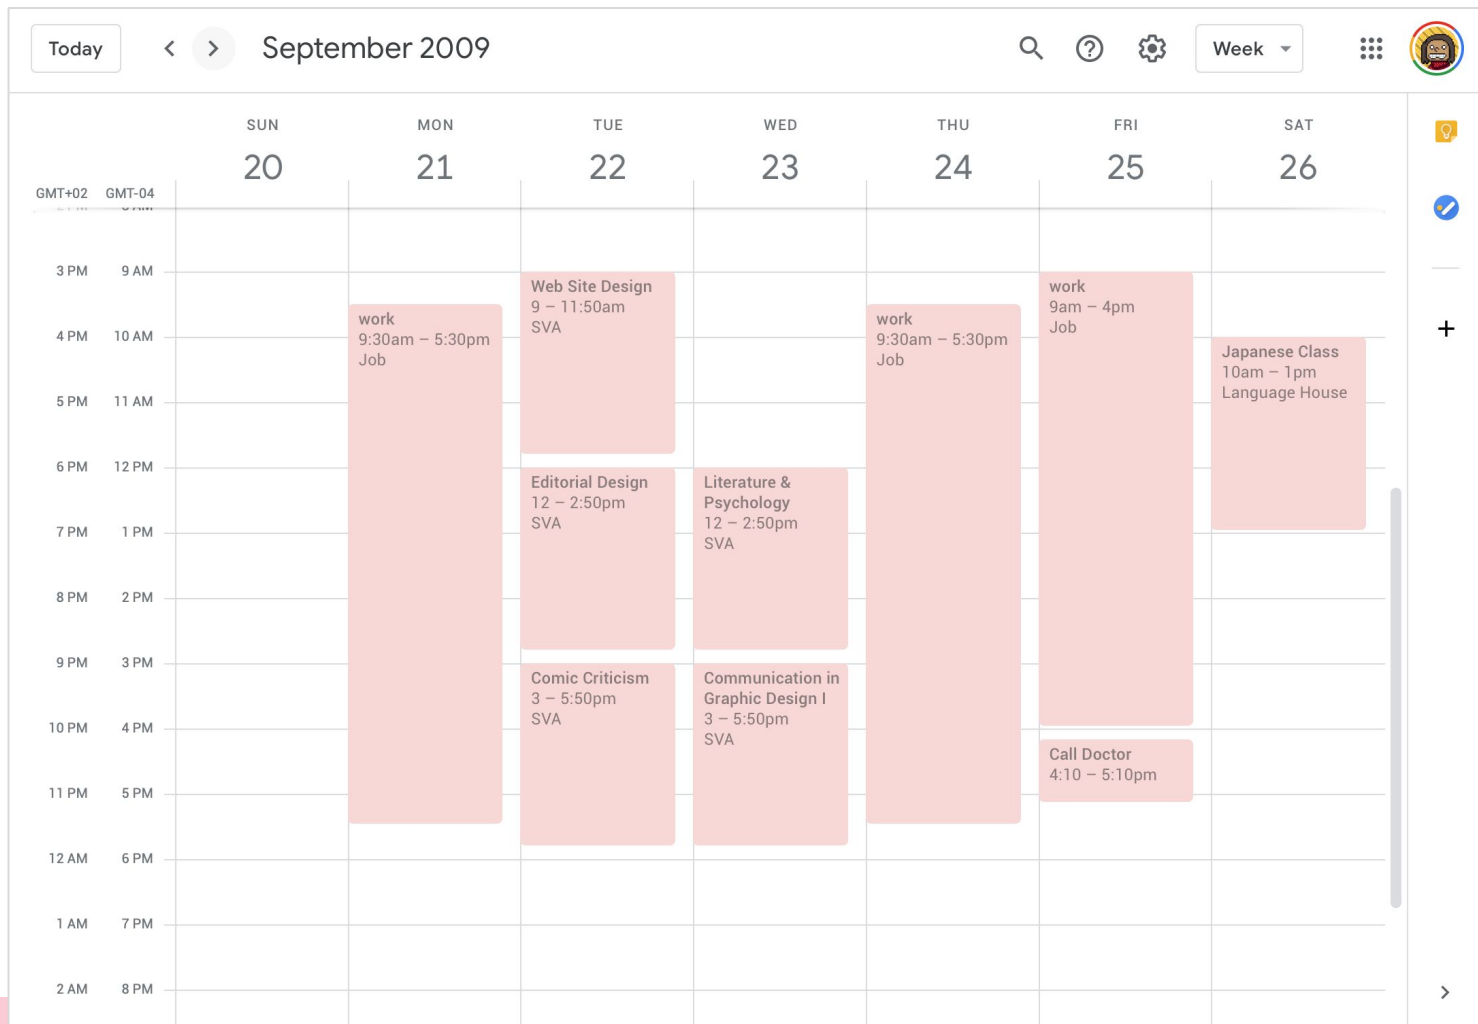 Today
September 2009
Week
SUN MON TUE WED THU FRI SAT
20 21 22 23 24 25 26
GMT+02 GMT-04
3 PM 9 AM
4 PM 10 AM
5 PM 11 AM
6 PM 12 PM
7 PM 1 PM
8 PM 2 PM
9 PM 3 PM
10 PM 4 PM
11 PM 5 PM
12 AM 6 PM
1 AM 7 PM
2 AM 8 PM
work
9:30am – 5:30pm
Job
Web Site Design
9 – 11:50am
SVA
Editorial Design
12 – 2:50pm
SVA
Comic Criticism
3 – 5:50pm
SVA
Literature &
Psychology
12 – 2:50pm
SVA
Communication in
Graphic Design I
3 – 5:50pm
SVA
work
9:30am – 5:30pm
Job
work
9am – 4pm
Job
Call Doctor
4:10 – 5:10pm
Japanese Class
10am – 1pm
Language House